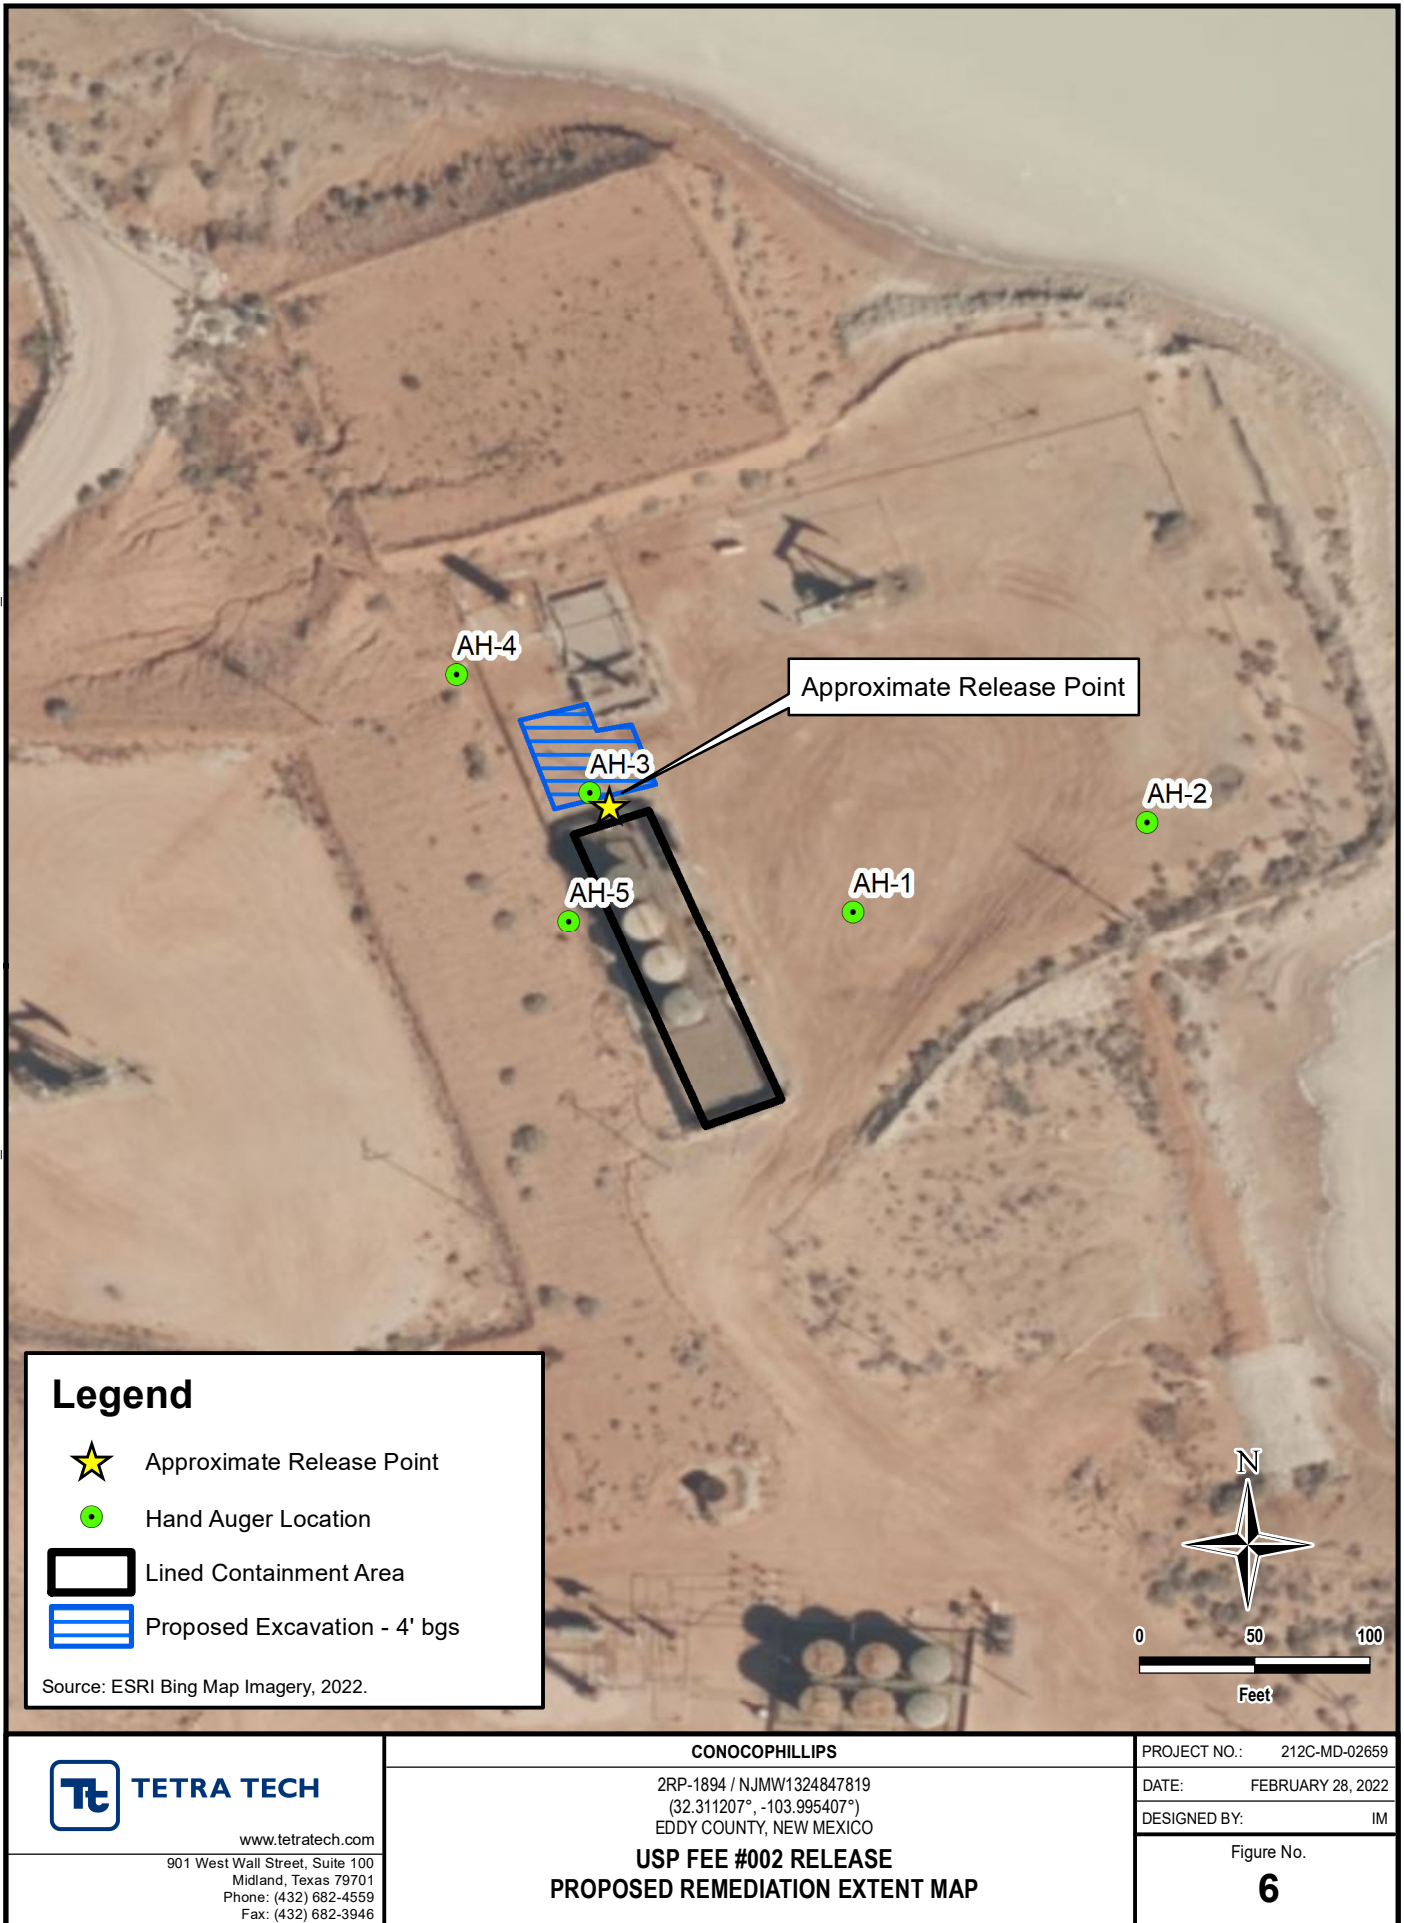 AH-4
Approximate Release Point
AH-3
AH-2
AH-1
AH-5
Legend
Approximate Release Point
Hand Auger Location
Lined Containment Area
Proposed Excavation - 4' bgs
Source: ESRI Bing Map Imagery, 2022.
N
0 50 100
Feet
Tt TETRA TECH
www.tetratech.com
901 West Wall Street, Suite 100
Midland, Texas 79701
Phone: (432) 682-4559
Fax: (432) 682-3946
CONOCOPHILLIPS
2RP-1894 / NJMW1324847819
(32.311207°, -103.995407°)
EDDY COUNTY, NEW MEXICO
USP FEE #002 RELEASE
PROPOSED REMEDIATION EXTENT MAP
PROJECT NO.: 212C-MD-02659
DATE: FEBRUARY 28, 2022
DESIGNED BY: IM
Figure No.
6